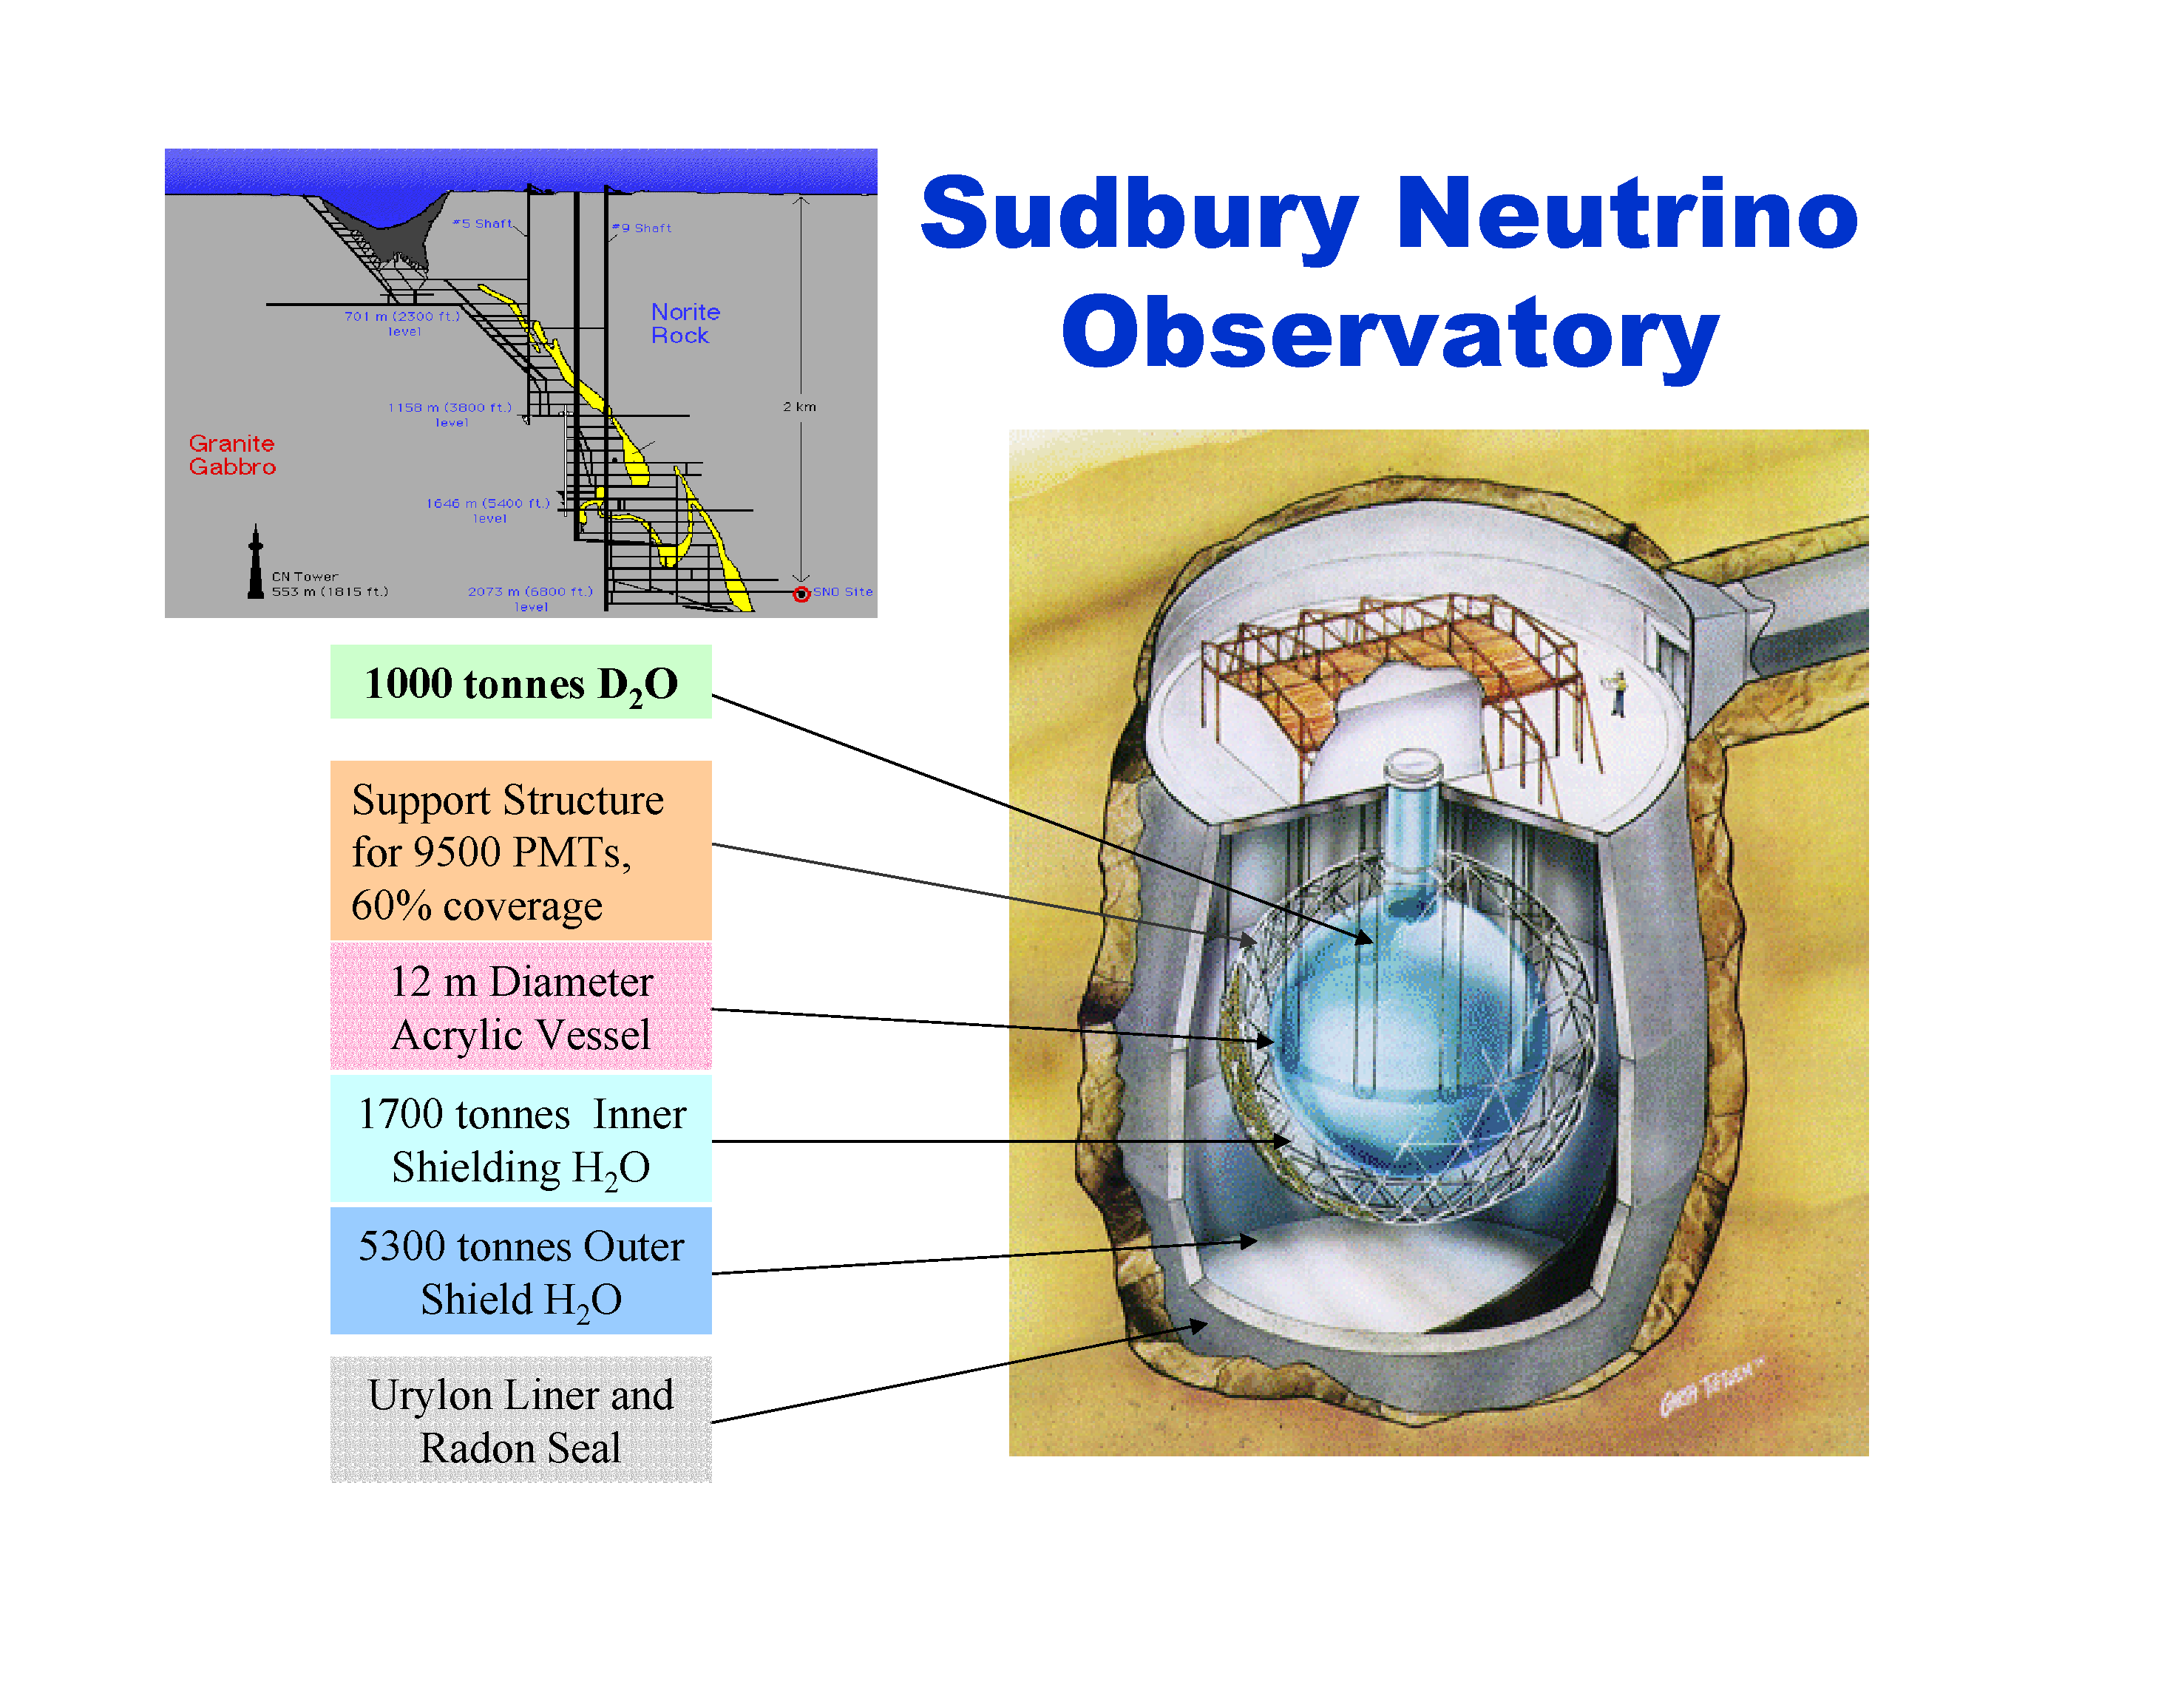 Sudbury Neutrino
Observatory
#5 Shaft
#9 Shaft
Norite
Rock
701 m (2300 ft.)
level
1158 m (3800 ft.)
level
2 km
Granite
Gabbro
1646 m (5400 ft.)
level
CN Tower
553 m (1815 ft.)
2073 m (6800 ft.)
level
SNO Site
1000 tonnes D₂O
Support Structure
for 9500 PMTs,
60% coverage
12 m Diameter
Acrylic Vessel
1700 tonnes Inner
Shielding H₂O
5300 tonnes Outer
Shield H₂O
Urylon Liner and
Radon Seal